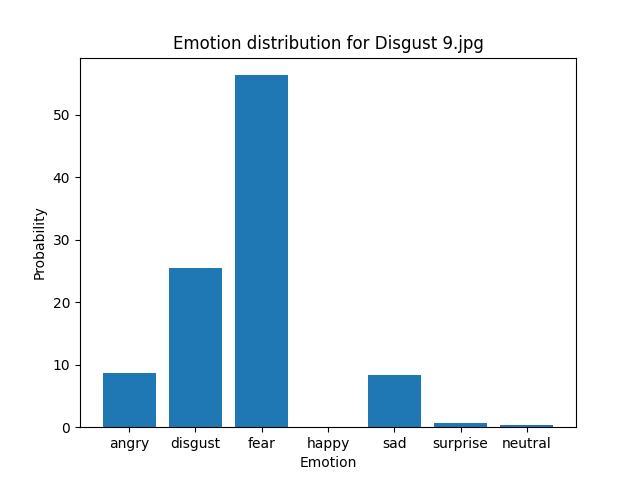 Emotion distribution for Disgust 9.jpg
Probability
50
40
30
20
10
0
angry disgust fear happy sad surprise neutral
Emotion